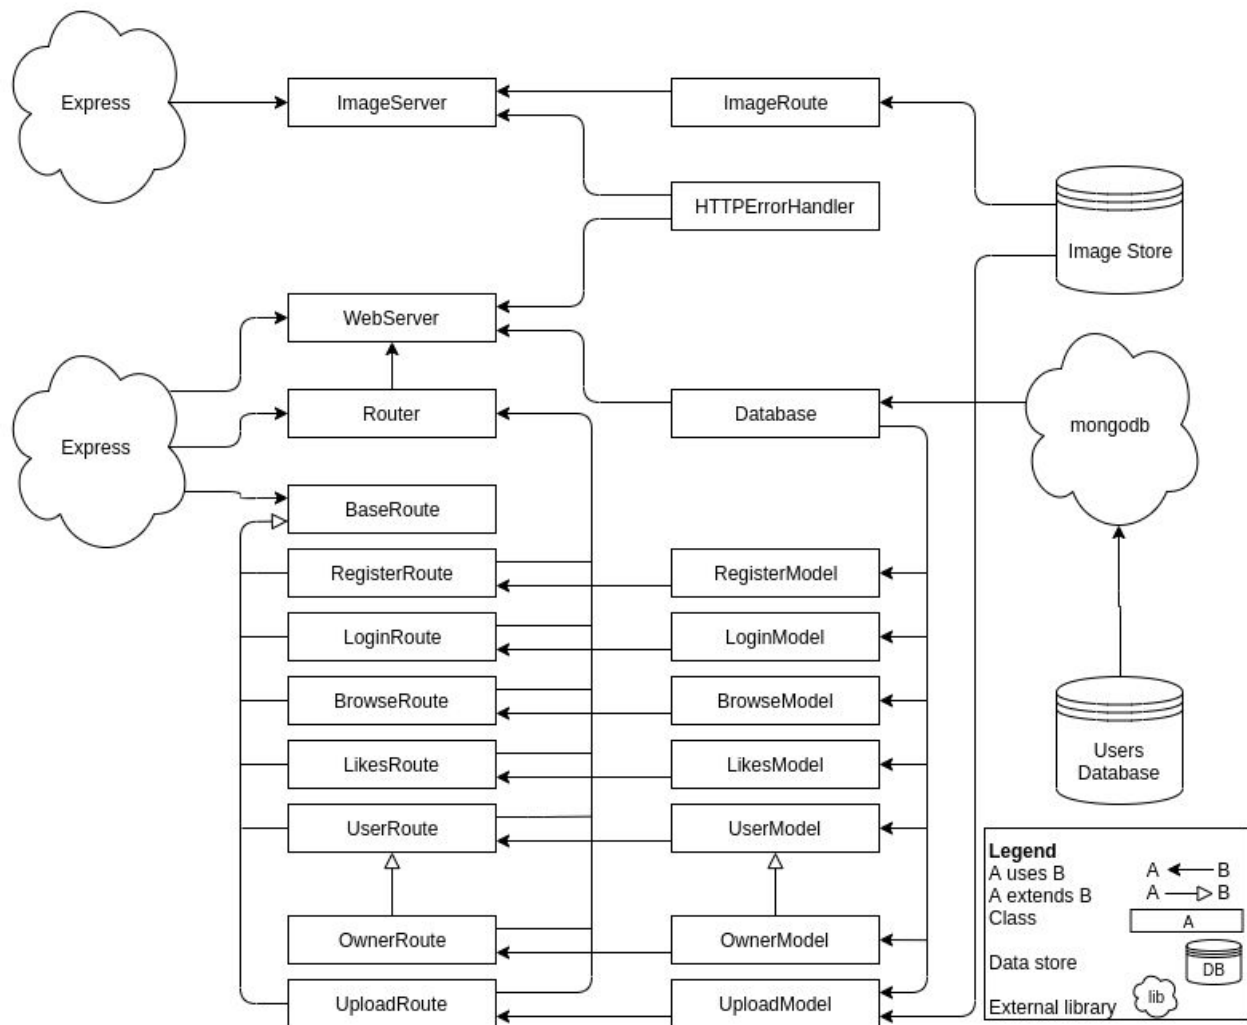 Express
ImageServer
ImageRoute
HTTPErrorHandler
Image Store
WebServer
Express
Router
Database
mongodb
BaseRoute
RegisterRoute
RegisterModel
LoginRoute
LoginModel
BrowseRoute
BrowseModel
LikesRoute
LikesModel
Users
Database
UserRoute
UserModel
OwnerRoute
OwnerModel
UploadRoute
UploadModel
Legend
A uses B A B
A extends B A B
Class A
Data store DB
External library lib